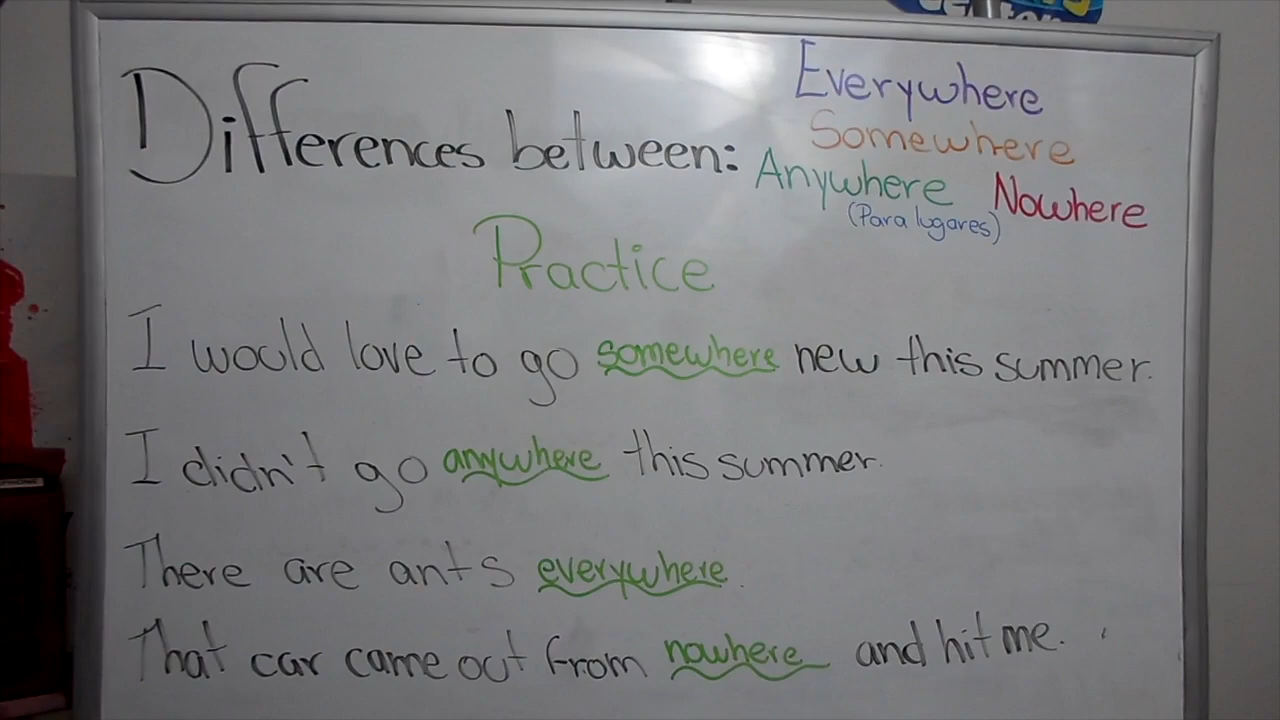 Everywhere
Somewhere
Differences between: Anywhere Nowhere
(Para lugares)
Practice
I would love to go somewhere new this summer.
I didn't go anywhere this summer.
There are ants everywhere.
That car came out from nowhere and hit me.